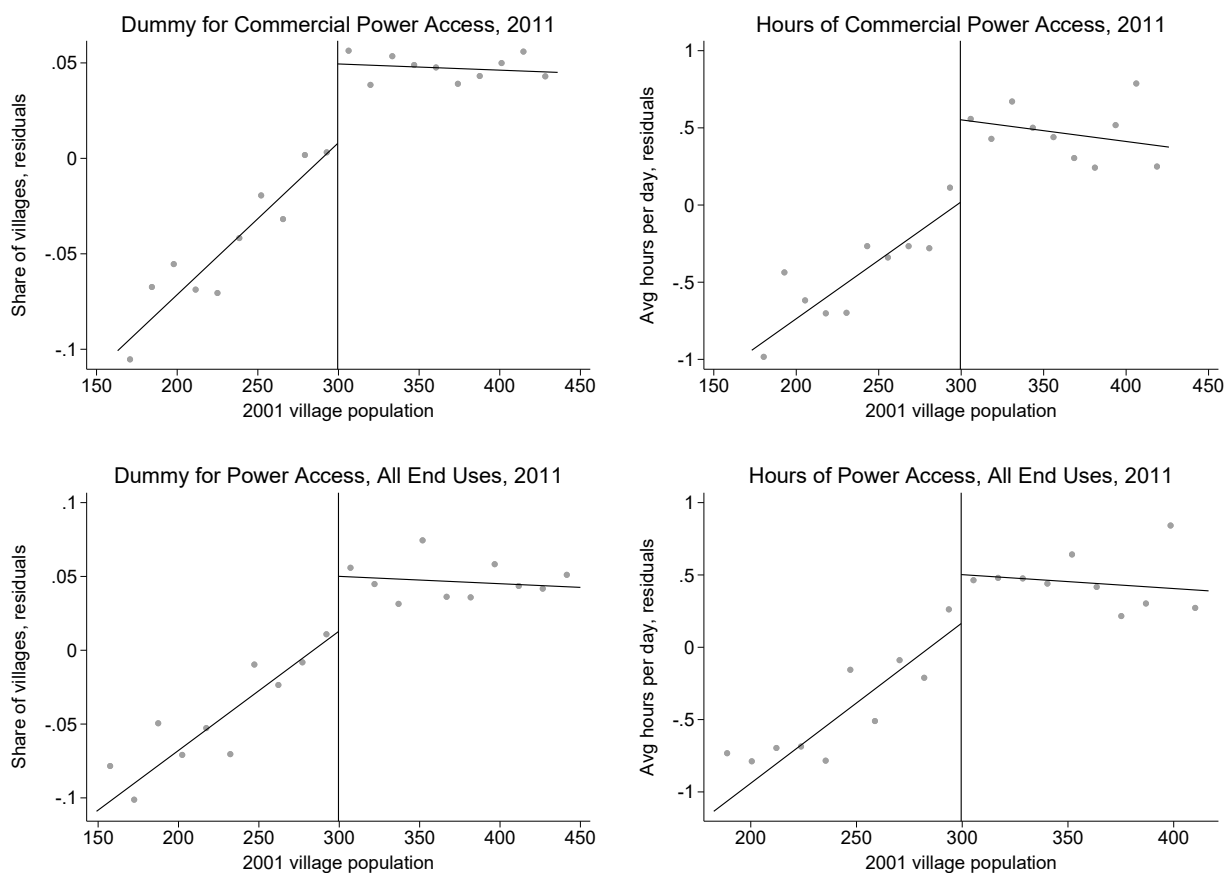 Dummy for Commercial Power Access, 2011
Share of villages, residuals
.05
0
-.05
-.1
150 200 250 300 350 400 450
2001 village population
Hours of Commercial Power Access, 2011
Avg hours per day, residuals
1
.5
0
-.5
-1
150 200 250 300 350 400 450
2001 village population
Dummy for Power Access, All End Uses, 2011
Share of villages, residuals
.1
.05
0
-.05
-.1
150 200 250 300 350 400 450
2001 village population
Hours of Power Access, All End Uses, 2011
Avg hours per day, residuals
1
.5
0
-.5
-1
200 250 300 350 400
2001 village population